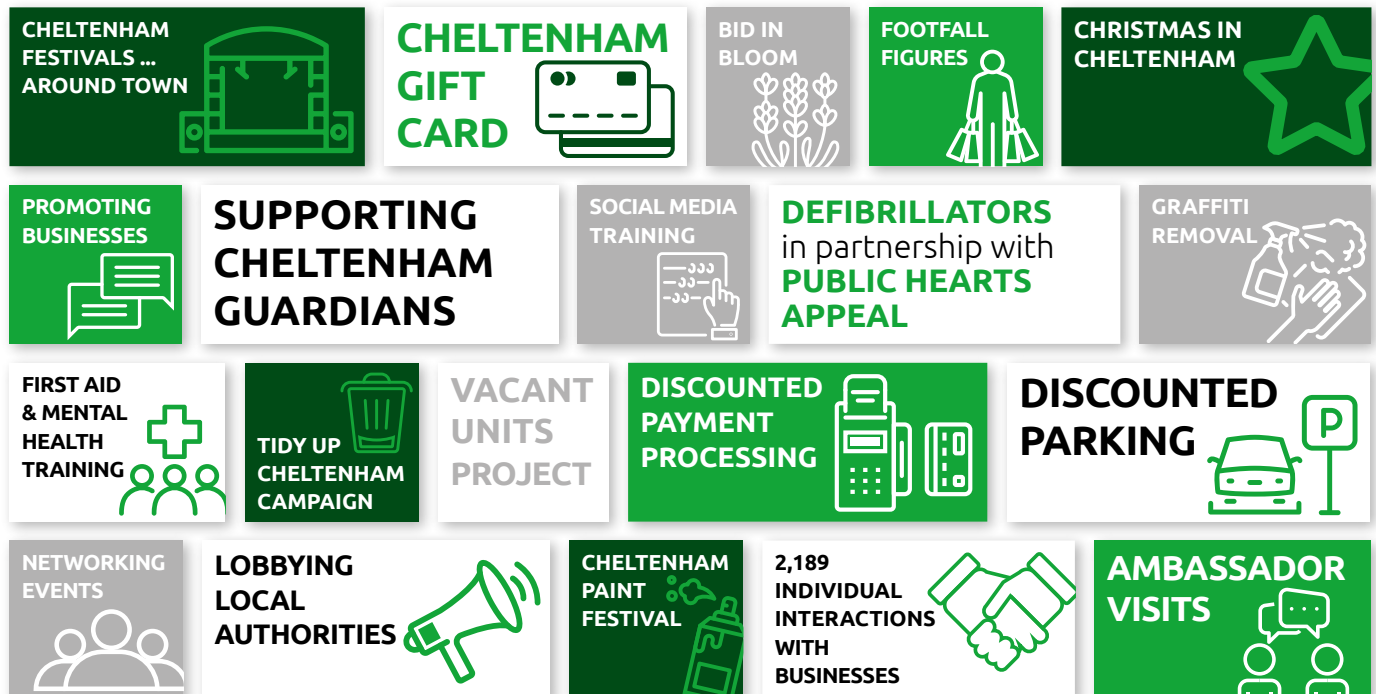 CHELTENHAM
FESTIVALS ...
AROUND TOWN
CHELTENHAM
GIFT
CARD
BID IN
BLOOM
FOOTFALL
FIGURES
CHRISTMAS IN
CHELTENHAM
PROMOTING
BUSINESSES
SUPPORTING
CHELTENHAM
GUARDIANS
SOCIAL MEDIA
TRAINING
DEFIBRILLATORS
in partnership with
PUBLIC HEARTS
APPEAL
GRAFFITI
REMOVAL
FIRST AID
& MENTAL
HEALTH
TRAINING
TIDY UP
CHELTENHAM
CAMPAIGN
VACANT
UNITS
PROJECT
DISCOUNTED
PAYMENT
PROCESSING
DISCOUNTED
PARKING
P
NETWORKING
EVENTS
LOBBYING
LOCAL
AUTHORITIES
CHELTENHAM
PAINT
FESTIVAL
2,189
INDIVIDUAL
INTERACTIONS
WITH
BUSINESSES
AMBASSADOR
VISITS